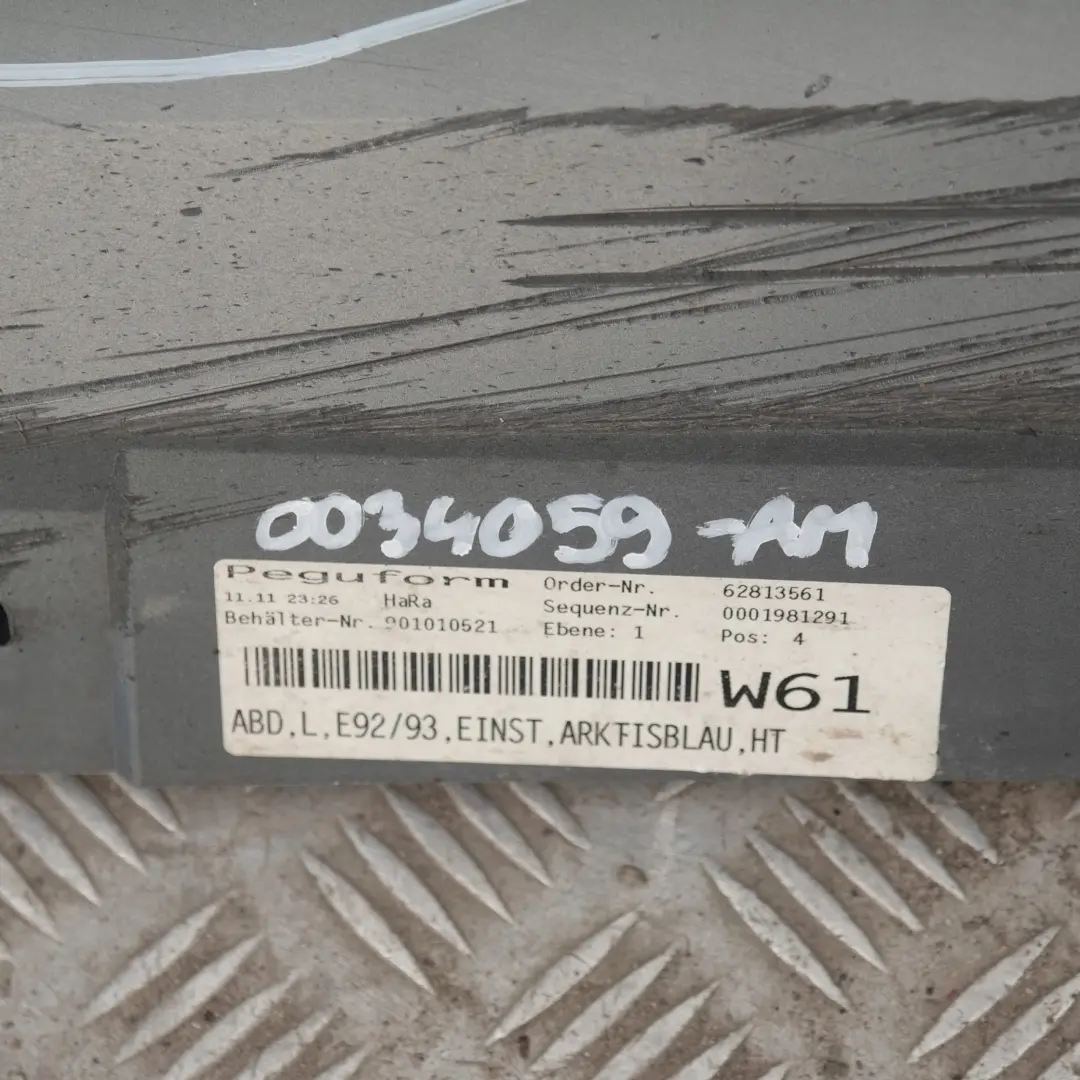 0034059-AM
Peguform Order-Nr. 62813561
11.11 23:26 HaRa Sequenz-Nr. 0001981291
Behälter-Nr. 901010521 Ebene: 1 Pos: 4
W61
ABD,L,E92/93,EINST,ARKTISBLAU,HT